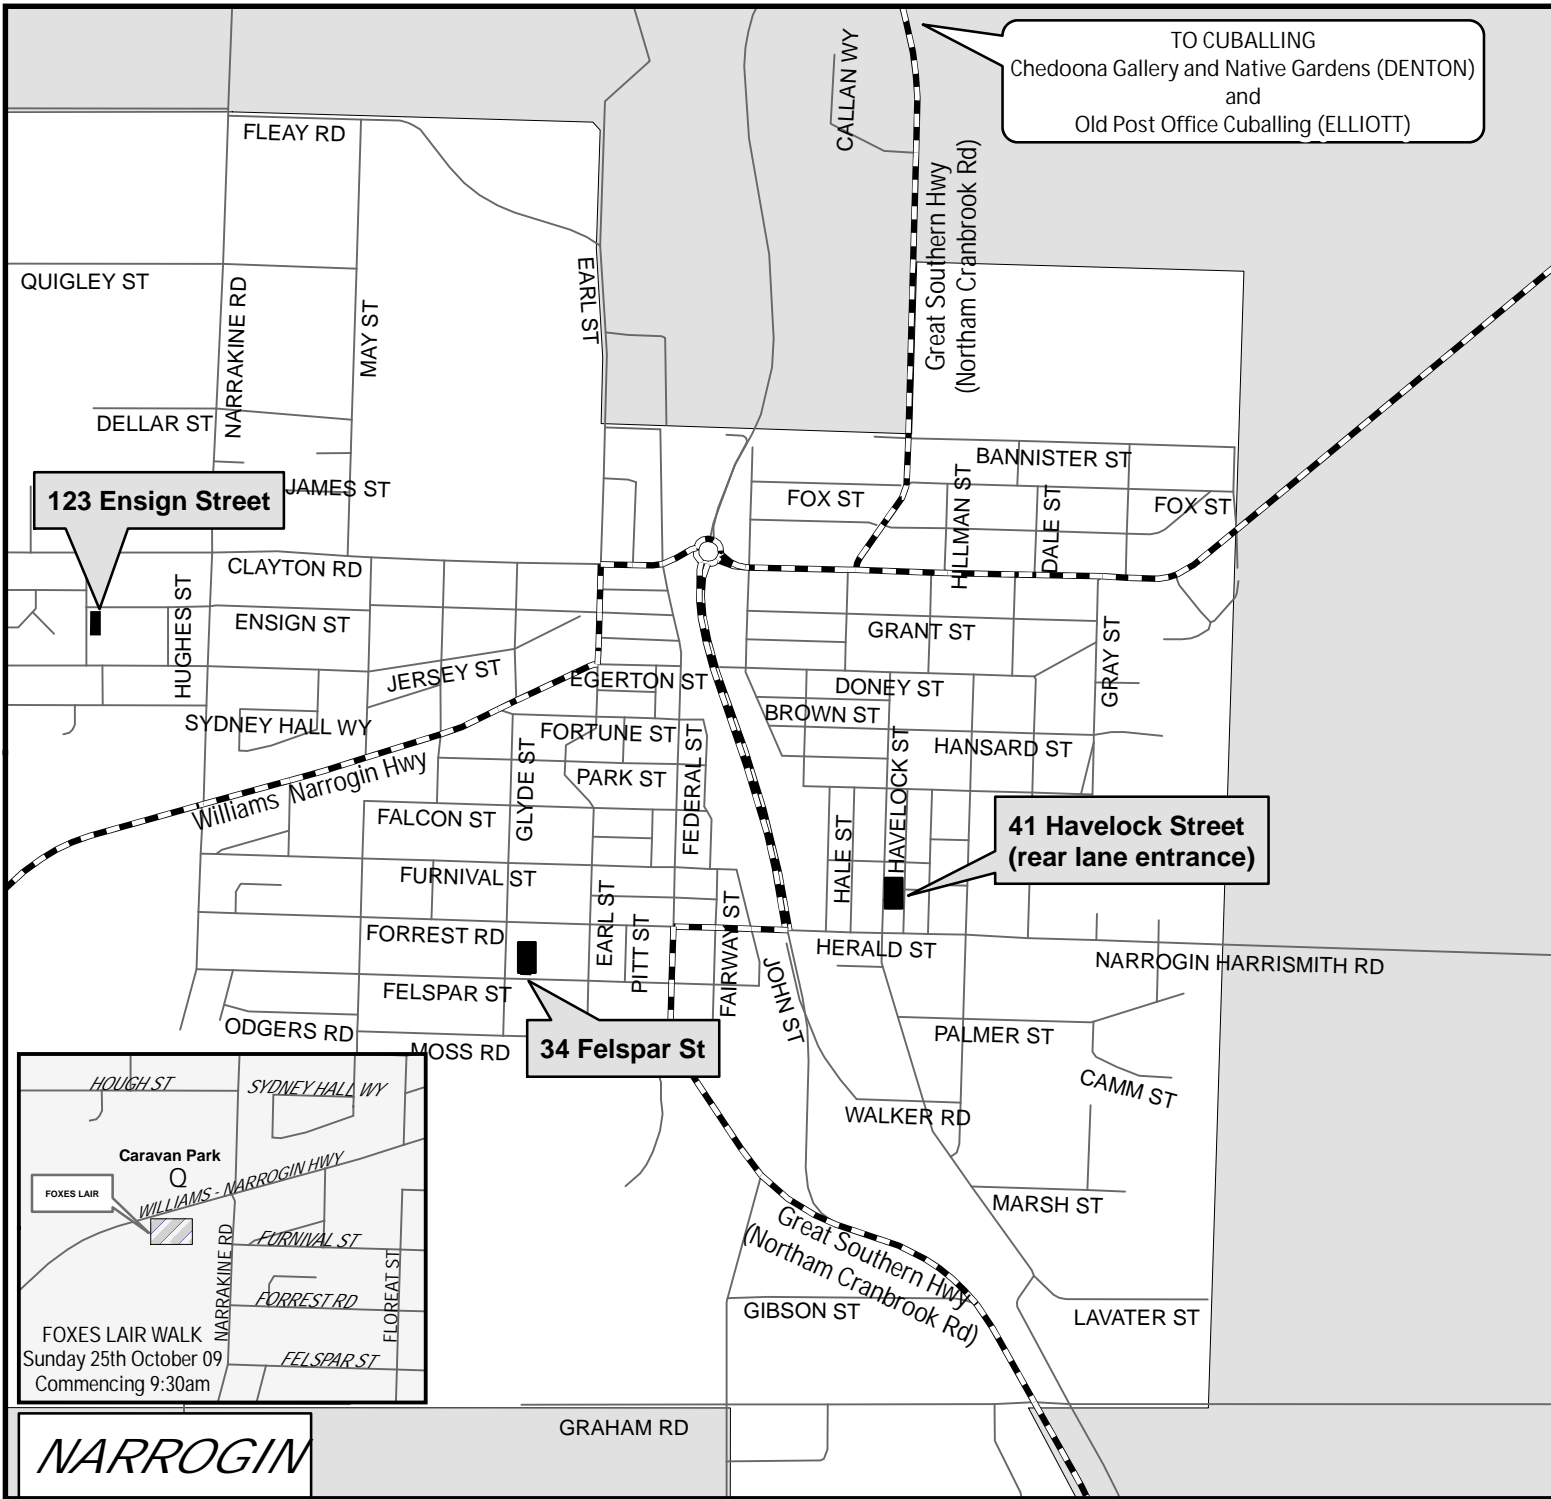 TO CUBALLING
Chedoona Gallery and Native Gardens (DENTON)
and
Old Post Office Cuballing (ELLIOTT)
CALLAN WY
FLEAY RD
Great Southern Hwy
(Northam Cranbrook Rd)
QUIGLEY ST
NARRAKINE RD
MAY ST
EARL ST
DELLAR ST
BANNISTER ST
123 Ensign Street
JAMES ST
FOX ST
HILLMAN ST
DALE ST
FOX ST
CLAYTON RD
HUGHES ST
ENSIGN ST
GRANT ST
GRAY ST
JERSEY ST
EGERTON ST
DONEY ST
BROWN ST
SYDNEY HALL WY
FORTUNE ST
FEDERAL ST
HAVELOCK ST
HANSARD ST
GLYDE ST
PARK ST
Williams Narrogin Hwy
FALCON ST
HALE ST
41 Havelock Street
(rear lane entrance)
FURNIVAL ST
EARL ST
PITT ST
FAIRWAY ST
FORREST RD
HERALD ST
NARROGIN HARRISMITH RD
JOHN ST
FELSPAR ST
ODGERS RD
MOSS RD
34 Felspar St
PALMER ST
CAMM ST
WALKER RD
MARSH ST
Great Southern Hwy
(Northam Cranbrook Rd)
GIBSON ST
LAVATER ST
GRAHAM RD
HOUGH ST
SYDNEY HALL WY
Caravan Park
Q
FOXES LAIR
WILLIAMS - NARROGIN HWY
NARRAKINE RD
FURNIVAL ST
FLOREAT ST
FORREST RD
FELSPAR ST
FOXES LAIR WALK
Sunday 25th October 09
Commencing 9:30am
NARROGIN